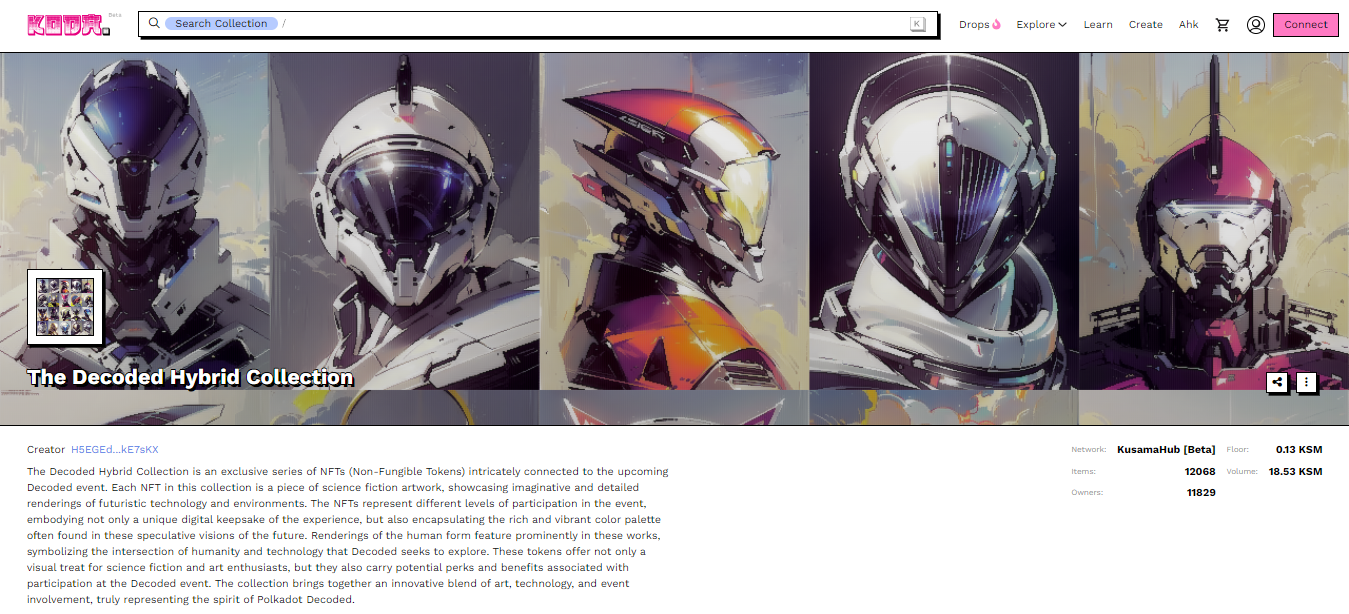 KODA. Beta
Search Collection / K
Drops Explore Learn Create Ahk Connect
The Decoded Hybrid Collection
Creator H5EGEd...kE7sKX
The Decoded Hybrid Collection is an exclusive series of NFTs (Non-Fungible Tokens) intricately connected to the upcoming
Decoded event. Each NFT in this collection is a piece of science fiction artwork, showcasing imaginative and detailed
renderings of futuristic technology and environments. The NFTs represent different levels of participation in the event,
embodying not only a unique digital keepsake of the experience, but also encapsulating the rich and vibrant color palette
often found in these speculative visions of the future. Renderings of the human form feature prominently in these works,
symbolizing the intersection of humanity and technology that Decoded seeks to explore. These tokens offer not only a
visual treat for science fiction and art enthusiasts, but they also carry potential perks and benefits associated with
participation at the Decoded event. The collection brings together an innovative blend of art, technology, and event
involvement, truly representing the spirit of Polkadot Decoded.
Network: KusamaHub [Beta] Floor: 0.13 KSM
Items: 12068 Volume: 18.53 KSM
Owners: 11829